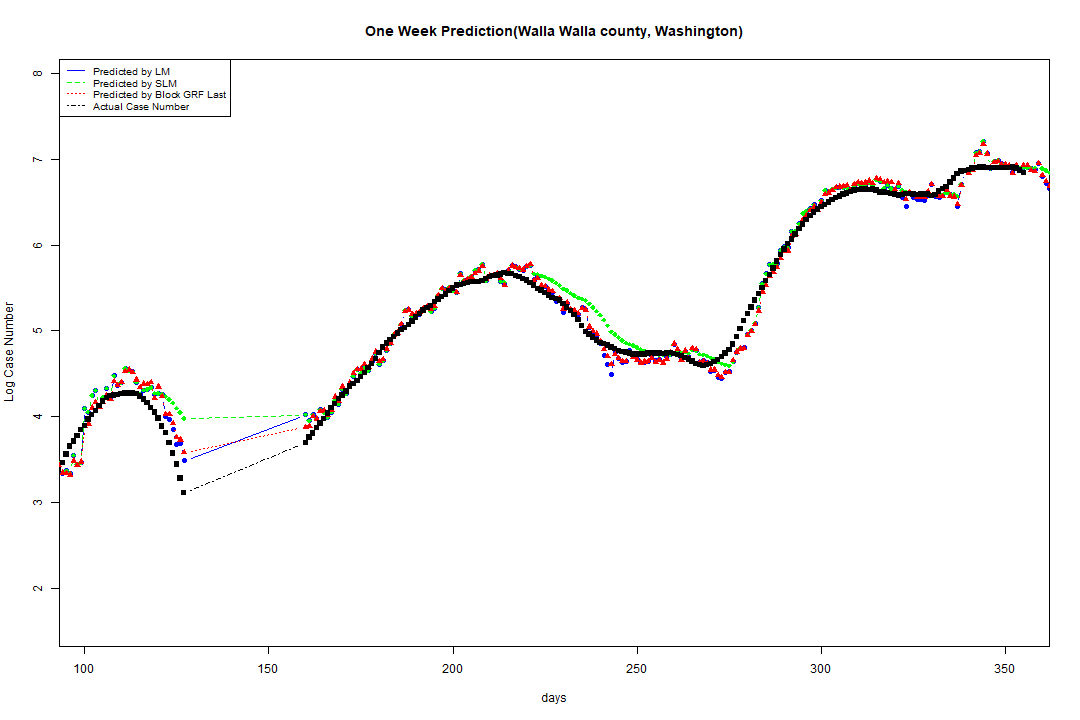 One Week Prediction(Walla Walla county, Washington)
Predicted by LM
Predicted by SLM
Predicted by Block GRF Last
Actual Case Number
8
7
6
5
4
3
2
Log Case Number
100 150 200 250 300 350
days